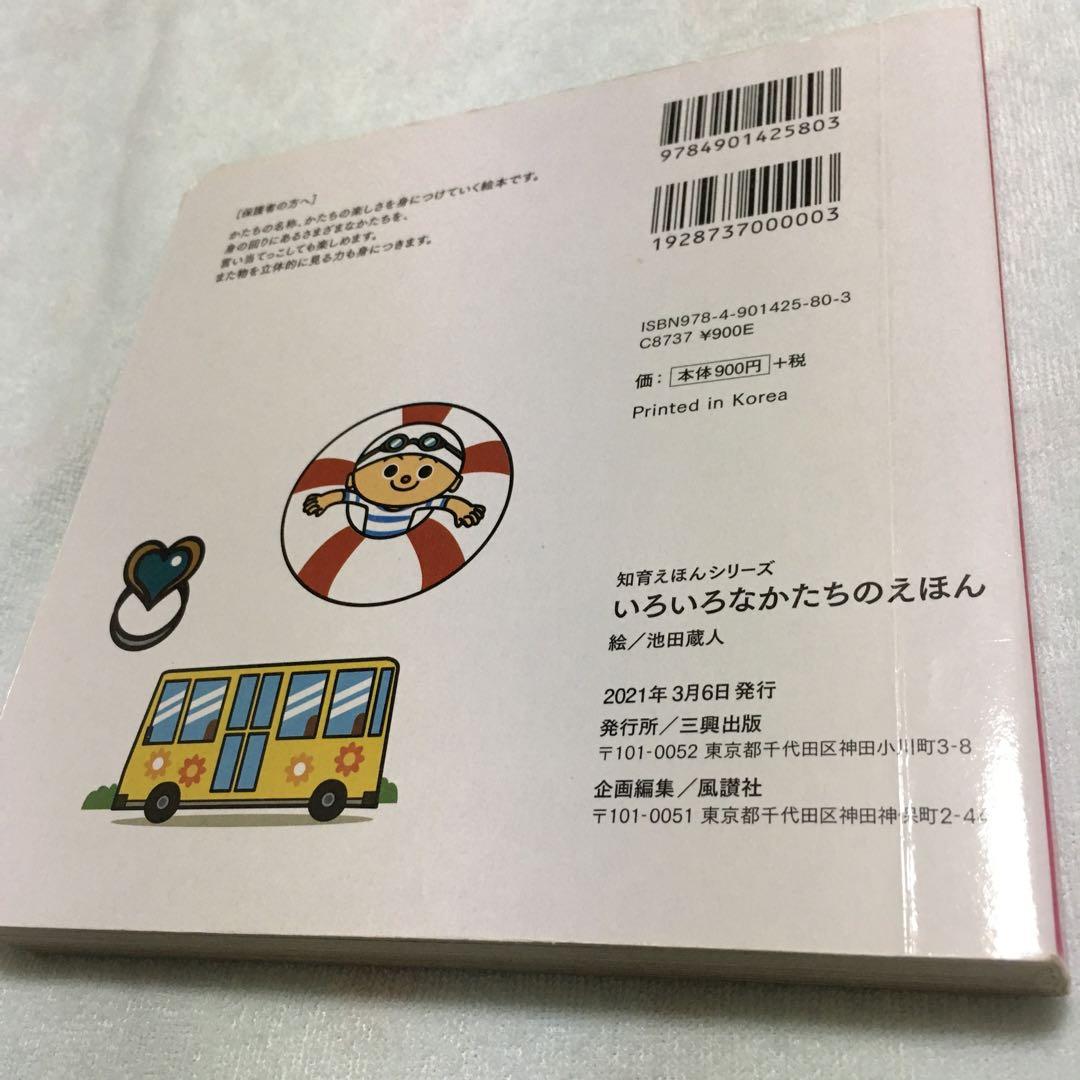 [保護者の方へ]
かたちの名称、かたちの楽しさを身につけていく絵本です。
身の回りにあるさまざまなかたちを、
言い当てっこしても楽しめます。
また物を立体的に見る力も身につきます。
9784901425803
1928737000003
ISBN978-4-901425-80-3
C8737 ¥900E
価：本体900円+税
Printed in Korea
知育えほんシリーズ
いろいろなかたちのえほん
絵／池田蔵人
2021年3月6日発行
発行所／三興出版
〒101-0052 東京都千代田区神田小川町3-8
企画編集／風讃社
〒101-0051 東京都千代田区神田神保町2-44